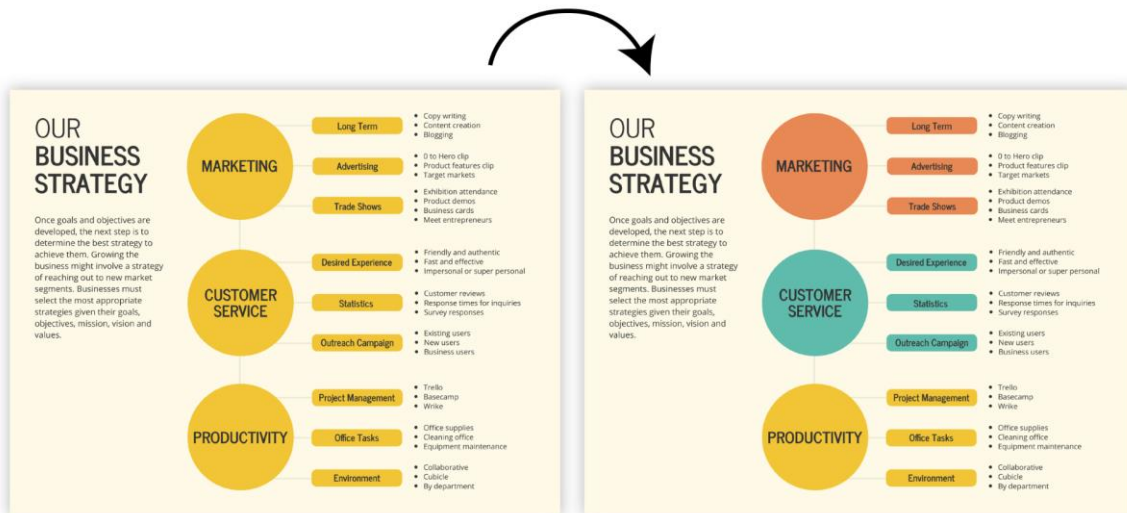 OUR
BUSINESS
STRATEGY
Once goals and objectives are
developed, the next step is to
determine the best strategy to
achieve them. Growing the
business might involve a strategy
of reaching out to new market
segments. Businesses must
select the most appropriate
strategies given their goals,
objectives, mission, vision and
values.
MARKETING
Long Term
• Copy writing
• Content creation
• Blogging
Advertising
• 0 to Hero clip
• Product features clip
• Target markets
Trade Shows
• Exhibition attendance
• Product demos
• Business cards
• Meet entrepreneurs
CUSTOMER
SERVICE
Desired Experience
• Friendly and authentic
• Fast and effective
• Impersonal or super personal
Statistics
• Customer reviews
• Response times for inquiries
• Survey responses
Outreach Campaign
• Existing users
• New users
• Business users
PRODUCTIVITY
Project Management
• Trello
• Basecamp
• Wrike
Office Tasks
• Office supplies
• Cleaning office
• Equipment maintenance
Environment
• Collaborative
• Cubicle
• By department
OUR
BUSINESS
STRATEGY
Once goals and objectives are
developed, the next step is to
determine the best strategy to
achieve them. Growing the
business might involve a strategy
of reaching out to new market
segments. Businesses must
select the most appropriate
strategies given their goals,
objectives, mission, vision and
values.
MARKETING
Long Term
• Copy writing
• Content creation
• Blogging
Advertising
• 0 to Hero clip
• Product features clip
• Target markets
Trade Shows
• Exhibition attendance
• Product demos
• Business cards
• Meet entrepreneurs
CUSTOMER
SERVICE
Desired Experience
• Friendly and authentic
• Fast and effective
• Impersonal or super personal
Statistics
• Customer reviews
• Response times for inquiries
• Survey responses
Outreach Campaign
• Existing users
• New users
• Business users
PRODUCTIVITY
Project Management
• Trello
• Basecamp
• Wrike
Office Tasks
• Office supplies
• Cleaning office
• Equipment maintenance
Environment
• Collaborative
• Cubicle
• By department